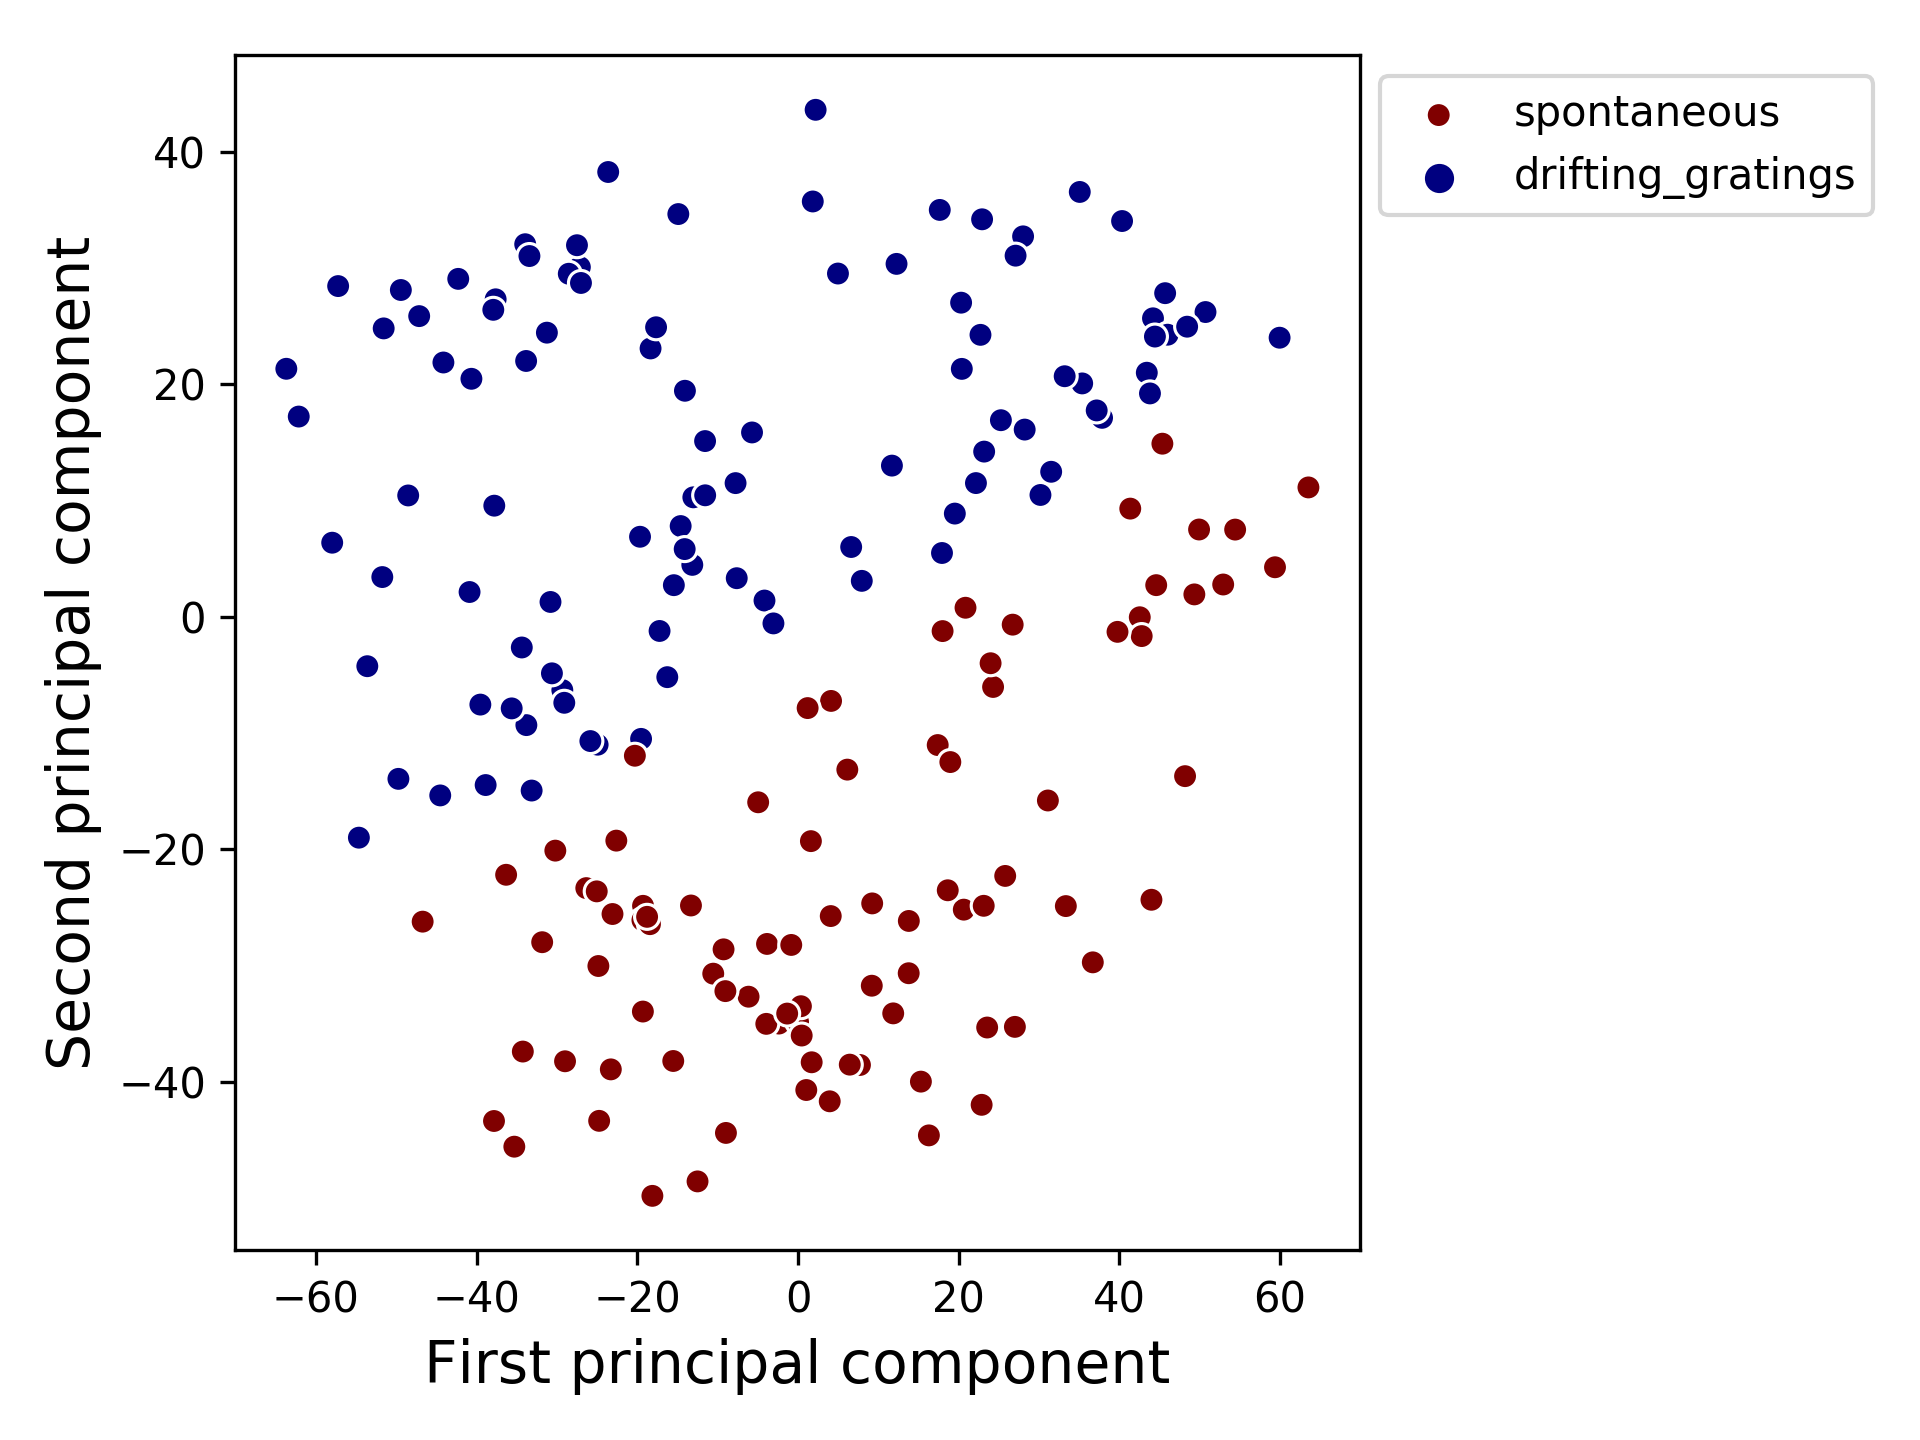 spontaneous
drifting_gratings
40
20
0
−20
−40
Second principal component
−60 −40 −20 0 20 40 60
First principal component